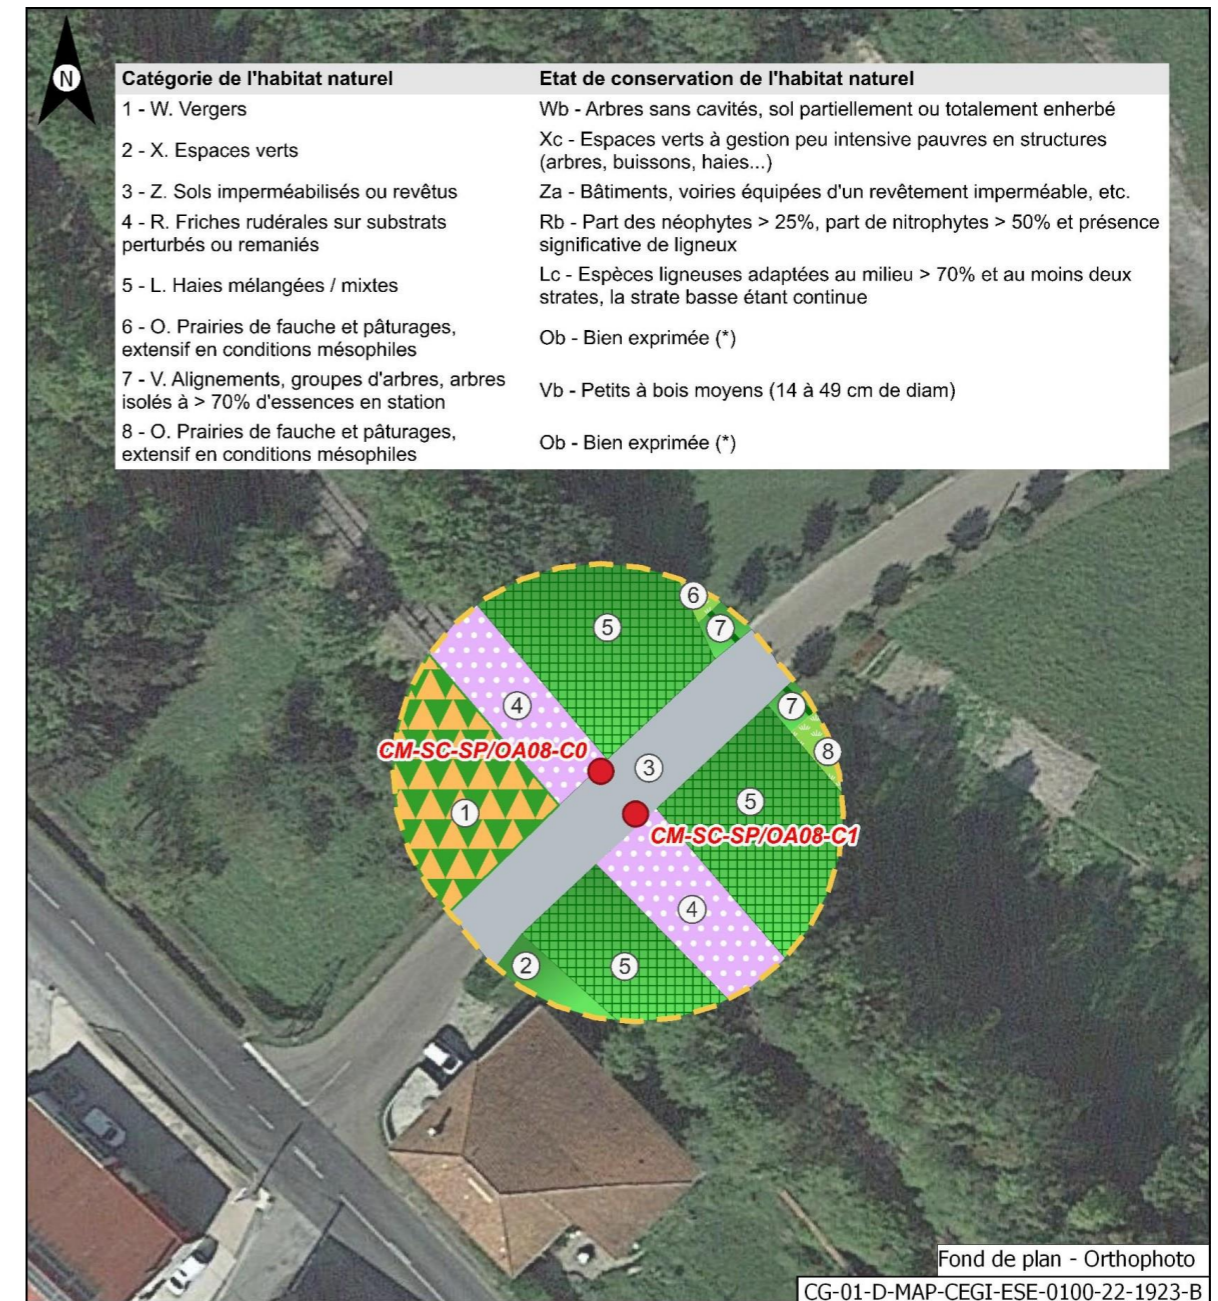 N
Catégorie de l'habitat naturel Etat de conservation de l'habitat naturel
1 - W. Vergers Wb - Arbres sans cavités, sol partiellement ou totalement enherbé
2 - X. Espaces verts Xc - Espaces verts à gestion peu intensive pauvres en structures
(arbres, buissons, haies...)
3 - Z. Sols imperméabilisés ou revêtus Za - Bâtiments, voiries équipées d'un revêtement imperméable, etc.
4 - R. Friches rudérales sur substrats Rb - Part des néophytes > 25%, part de nitrophytes > 50% et présence
perturbés ou remaniés significative de ligneux
5 - L. Haies mélangées / mixtes Lc - Espèces ligneuses adaptées au milieu > 70% et au moins deux
strates, la strate basse étant continue
6 - O. Prairies de fauche et pâturages,
extensif en conditions mésophiles Ob - Bien exprimée (*)
7 - V. Alignements, groupes d'arbres, arbres
isolés à > 70% d'essences en station Vb - Petits à bois moyens (14 à 49 cm de diam)
8 - O. Prairies de fauche et pâturages,
extensif en conditions mésophiles Ob - Bien exprimée (*)
6
5 7
4 7
CM-SC-SP/OA08-C0 3 8
1 5
CM-SC-SP/OA08-C1
4
2 5
Fond de plan - Orthophoto
CG-01-D-MAP-CEGI-ESE-0100-22-1923-B